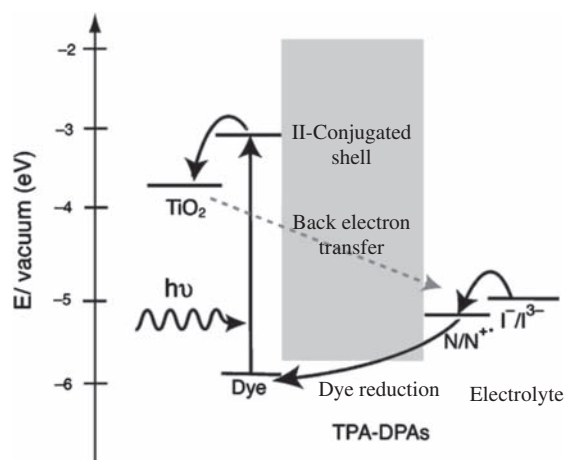 E/ vacuum (eV)
−2
−3
−4
−5
−6
II-Conjugated
shell
TiO₂
Back electron
transfer
hυ
N/N⁺•
I⁻/I³⁻
Dye
Dye reduction
Electrolyte
TPA-DPAs